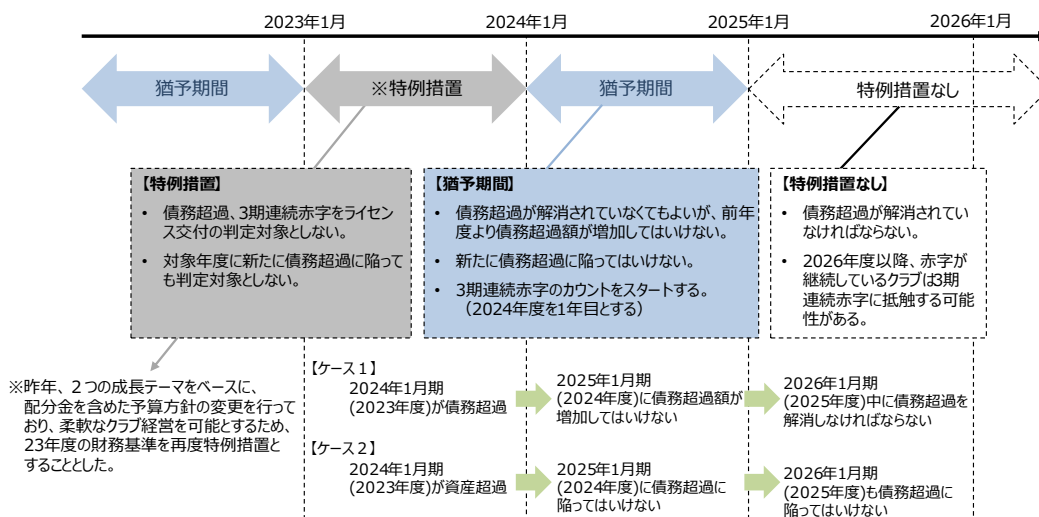 2023年1月
2024年1月
2025年1月
2026年1月
猶予期間
※特例措置
猶予期間
特例措置なし
【特例措置】
• 債務超過、3期連続赤字をライセ
ンス交付の判定対象としない。
• 対象年度に新たに債務超過に陥って
も判定対象としない。
【猶予期間】
• 債務超過が解消されていなくてもよいが、前年
度より債務超過額が増加してはいけない。
• 新たに債務超過に陥ってはいけない。
• 3期連続赤字のカウントをスタートする。
（2024年度を1年目とする）
【特例措置なし】
• 債務超過が解消されてい
なければならない。
• 2026年度以降、赤字が
継続しているクラブは3期
連続赤字に抵触する可能
性がある。
※昨年、２つの成長テーマをベースに、
配分金を含めた予算方針の変更を行って
おり、柔軟なクラブ経営を可能とするため、
23年度の財務基準を再度特例措置と
することとした。
【ケース１】
2024年1月期
(2023年度)が債務超過
2025年1月期
(2024年度)に債務超過額が
増加してはいけない
2026年1月期
(2025年度)中に債務超過を
解消しなければならない
【ケース２】
2024年1月期
(2023年度)が資産超過
2025年1月期
(2024年度)に債務超過に
陥ってはいけない
2026年1月期
(2025年度)も債務超過に
陥ってはいけない